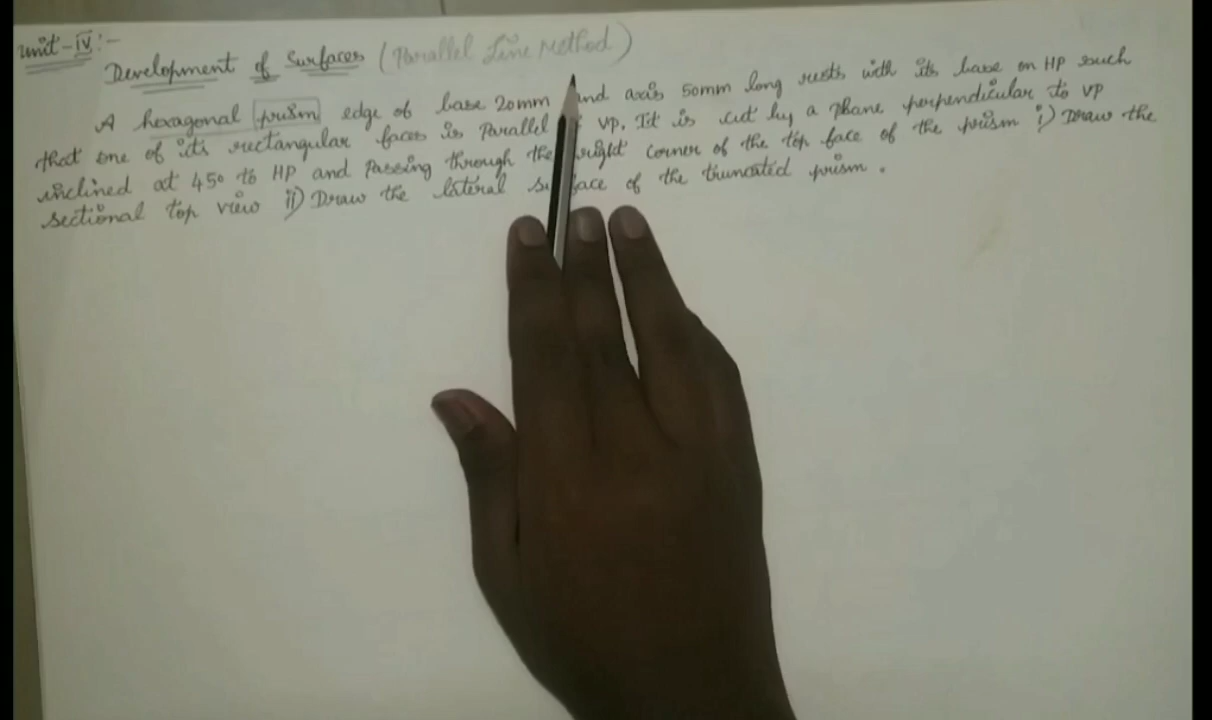 Unit-IV:-
Development of Surfaces (Parallel Line Method)
A hexagonal prism edge of base 20mm and axis 50mm long rests with its base on HP such
that one of its rectangular faces is Parallel VP. It is cut by a plane perpendicular to VP
inclined at 45° to HP and Passing through the right corner of the top face of the prism i) Draw the
sectional top view ii) Draw the lateral surface of the truncated prism.